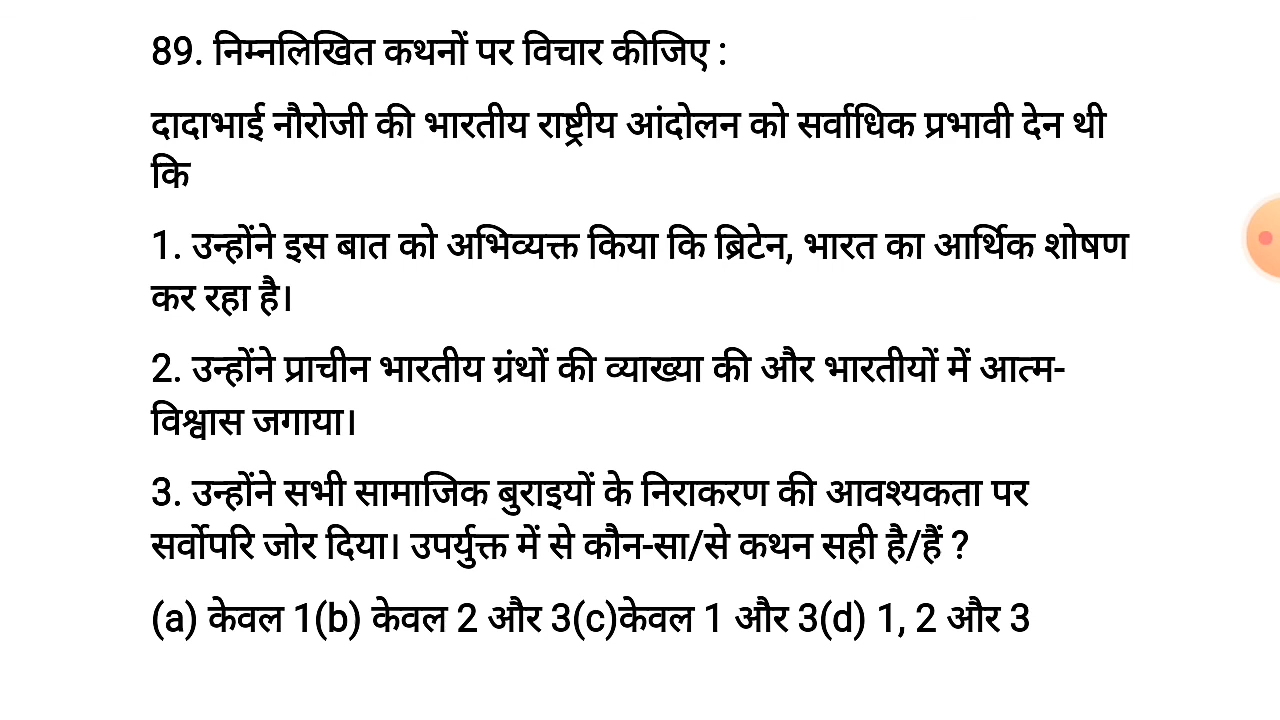 89. निम्नलिखित कथनों पर विचार कीजिए :
दादाभाई नौरोजी की भारतीय राष्ट्रीय आंदोलन को सर्वाधिक प्रभावी देन थी
कि
1. उन्होंने इस बात को अभिव्यक्त किया कि ब्रिटेन, भारत का आर्थिक शोषण
कर रहा है।
2. उन्होंने प्राचीन भारतीय ग्रंथों की व्याख्या की और भारतीयों में आत्म-
विश्वास जगाया।
3. उन्होंने सभी सामाजिक बुराइयों के निराकरण की आवश्यकता पर
सर्वोपरि जोर दिया। उपर्युक्त में से कौन-सा/से कथन सही है/हैं ?
(a) केवल 1(b) केवल 2 और 3(c)केवल 1 और 3(d) 1, 2 और 3